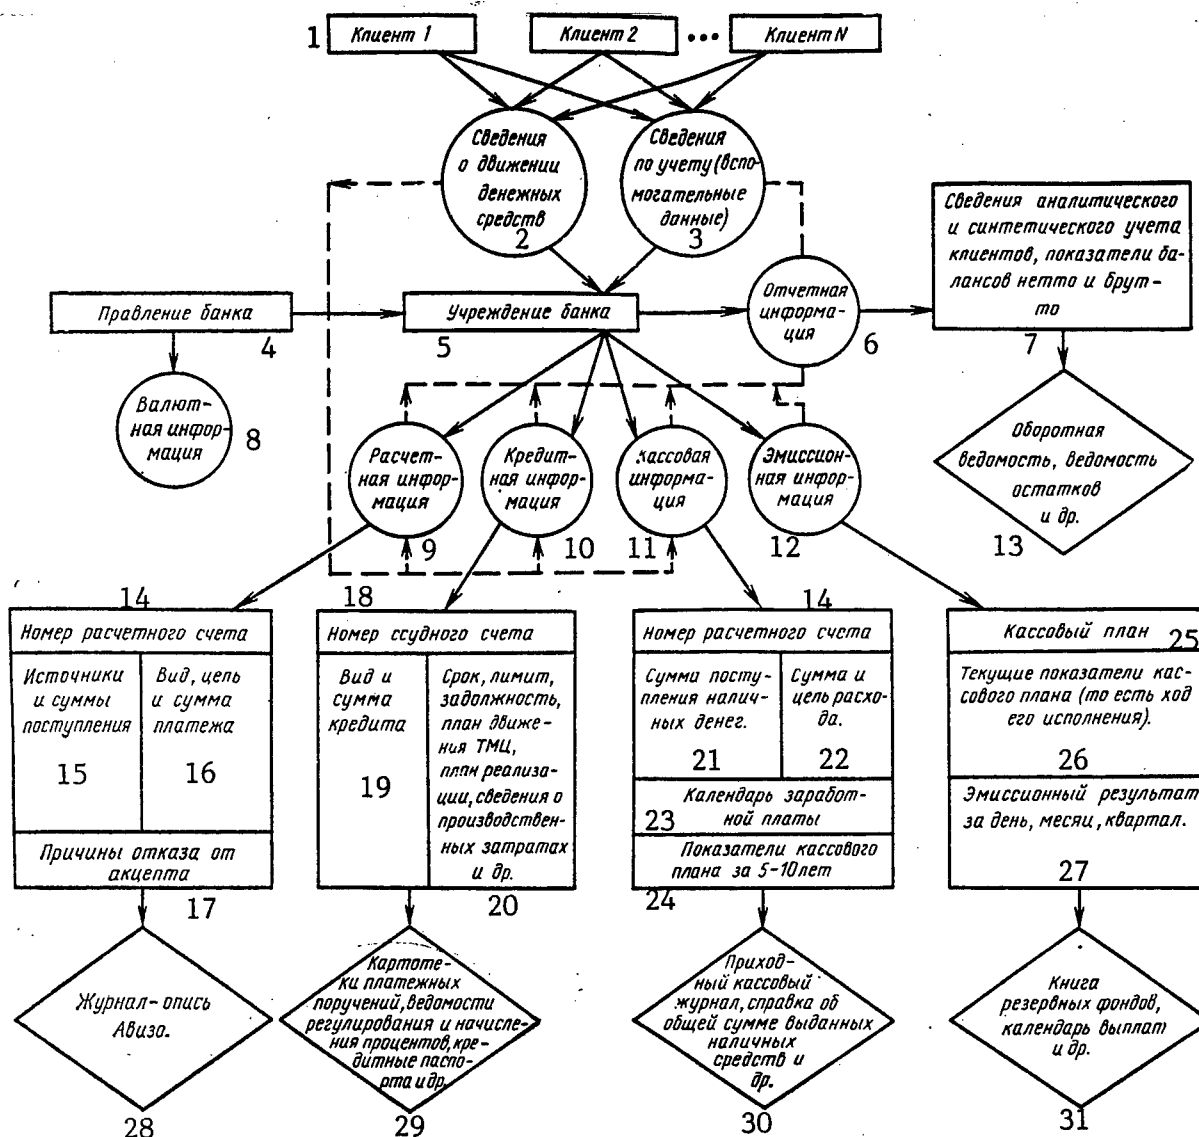 1
Клиент 1
Клиент 2
•••
Клиент N
Сведения
о движении
денежных
средств
2
Сведения
по учету (вспо-
могательные
данные)
3
Сведения аналитического
и синтетического учета
клиентов, показатели ба-
лансов нетто и брут-
то
7
Правление банка
4
Учреждение банка
5
Отчетная
информа-
ция
6
Валют-
ная инфор-
мация
8
Расчет-
ная инфор-
мация
9
Кредит-
ная инфор-
мация
10
кассовая
информа-
ция
11
Эмиссион-
ная инфор-
мация
12
Оборотная
ведомость, ведомость
остатков
и др.
13
14
Номер расчетного счета
Источники
и суммы
поступления
15
Вид, цель
и сумма
платежа
16
Причины отказа от
акцепта
17
18
Номер ссудного счета
Вид и
сумма
кредита
19
Срок, лимит,
задолжность,
план движе-
ния ТМЦ,
план реализа-
ции, сведения о
производствен-
ных затратах
и др.
20
14
Номер расчетного счета
Сумма посту-
пления налич-
ных денег.
21
Сумма и
цель расхо-
да.
22
Календарь заработ-
ной платы
23
Показатели кассового
плана за 5-10 лет
24
Кассовый план
25
Текущие показатели кас-
сового плана (то есть ход
его исполнения).
26
Эмиссионный результат
за день, месяц, квартал.
27
Журнал-опись
Авизо.
28
Картоте-
ки платежных
поручений, ведомости
регулирования и начисле-
ния процентов, кре-
дитные паспо-
рта и др.
29
Приход-
ный кассовый
журнал, справка об
общей сумме выданных
наличных
средств и
др.
30
Книга
резервных фондов,
календарь выплат
и др.
31